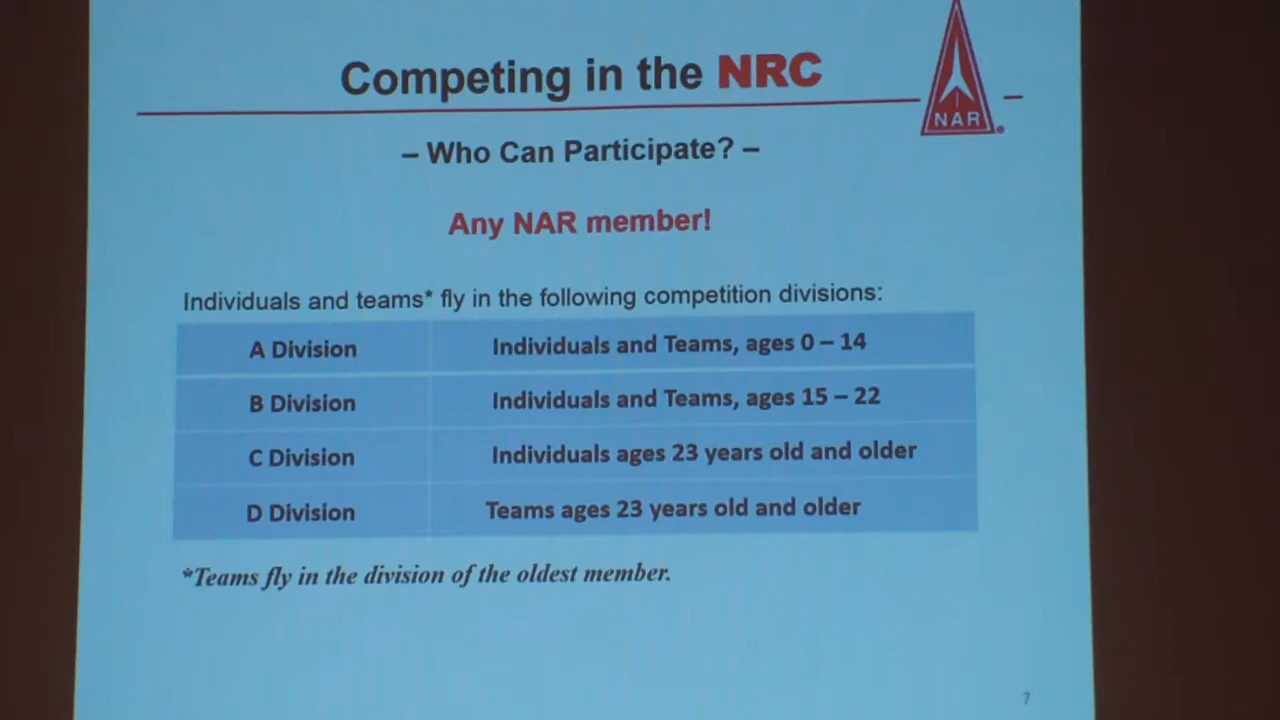 Competing in the NRC
NAR
– Who Can Participate? –
Any NAR member!
Individuals and teams* fly in the following competition divisions:
A Division Individuals and Teams, ages 0 – 14
B Division Individuals and Teams, ages 15 – 22
C Division Individuals ages 23 years old and older
D Division Teams ages 23 years old and older
*Teams fly in the division of the oldest member.
7